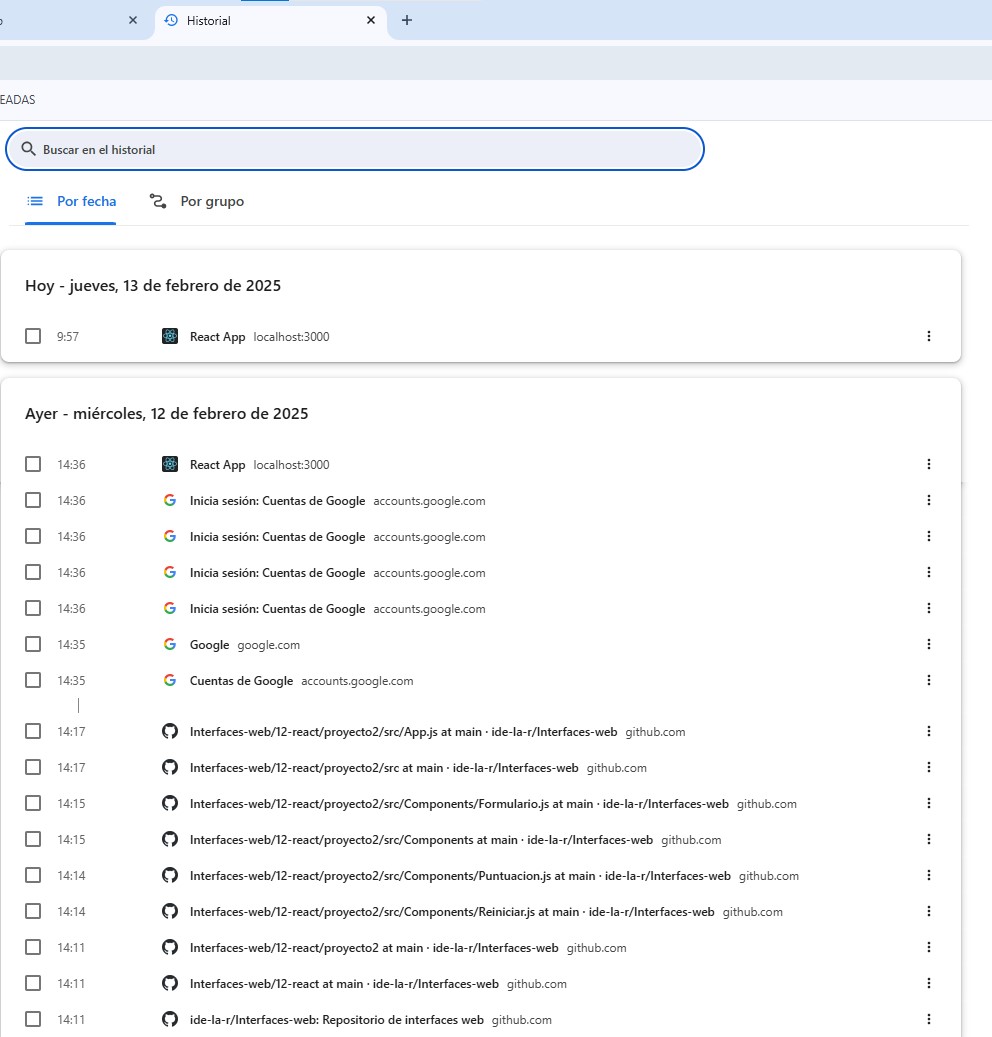 Historial
EADAS
Buscar en el historial
Por fecha Por grupo
Hoy - jueves, 13 de febrero de 2025
9:57 React App localhost:3000
Ayer - miércoles, 12 de febrero de 2025
14:36 React App localhost:3000
14:36 Inicia sesión: Cuentas de Google accounts.google.com
14:36 Inicia sesión: Cuentas de Google accounts.google.com
14:36 Inicia sesión: Cuentas de Google accounts.google.com
14:36 Inicia sesión: Cuentas de Google accounts.google.com
14:35 Google google.com
14:35 Cuentas de Google accounts.google.com
14:17 Interfaces-web/12-react/proyecto2/src/App.js at main · ide-la-r/Interfaces-web github.com
14:17 Interfaces-web/12-react/proyecto2/src at main · ide-la-r/Interfaces-web github.com
14:15 Interfaces-web/12-react/proyecto2/src/Components/Formulario.js at main · ide-la-r/Interfaces-web github.com
14:15 Interfaces-web/12-react/proyecto2/src/Components at main · ide-la-r/Interfaces-web github.com
14:14 Interfaces-web/12-react/proyecto2/src/Components/Puntuacion.js at main · ide-la-r/Interfaces-web github.com
14:14 Interfaces-web/12-react/proyecto2/src/Components/Reiniciar.js at main · ide-la-r/Interfaces-web github.com
14:11 Interfaces-web/12-react/proyecto2 at main · ide-la-r/Interfaces-web github.com
14:11 Interfaces-web/12-react at main · ide-la-r/Interfaces-web github.com
14:11 ide-la-r/Interfaces-web: Repositorio de interfaces web github.com